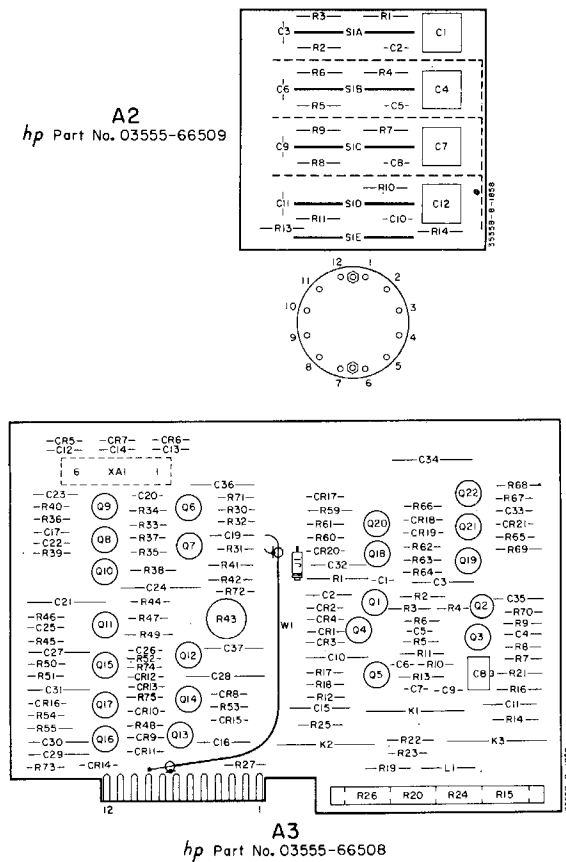 R3 R1
C3 S1A C1
R2 C2
R6 R4
C6 S1B C4
R5 C5
A2
hp Part No. 03555-66509
R9 R7
C9 S1C C7
R8 C8
R10
C11 S1D C12
R11 C10
R13 R14
S1E
3555B-B-1858
12 1
11 2
10 3
9 4
8 5
7 6
CR5 CR7 CR6
C12 C14 C13
6 XA1 1
C34
C36
C23 C20 R71
R40 Q9 R34 Q6 R30
R36 R33 R32
C17 R37 C19
C22 Q8 R35 Q7 R31
R39
Q10 R38 R41
C24 R42
R72
C21 R44
R46 R47 R43
C25 Q11
R45 R49
C27 C26 C37
R50 R52 Q12
R51 Q15 R74
CR12 C28
C31 CR13
CR16 R75 Q14 CR8
R54 Q17 CR10 R53
R55 R48 CR15
C30 Q16 CR9 Q13 C16
C29 CR11
R73 CR14 R27
W1
R68
CR17 Q22 R67
R59 R66 C33
R61 Q20 CR18 Q21 CR21
R60 CR19 R65
CR20 Q18 R62 R69
C32 R63 Q19
R64
R1 C1 C3
C2 R2 C35
CR2 Q1 R3 R4 Q2 R70
CR4 R6 R9
CR1 Q4 C5 Q3 C4
CR3 R5 R8
C10 R11 R7
R17 C6 R10 C8 R21
R18 Q5 R13
R12 C7 C9 R16
C15 K1 C11
R25 R14
K2 R22 K3
R23
R19 L1
R26 R20 R24 R15
12 1
A3
hp Part No. 03555-66508